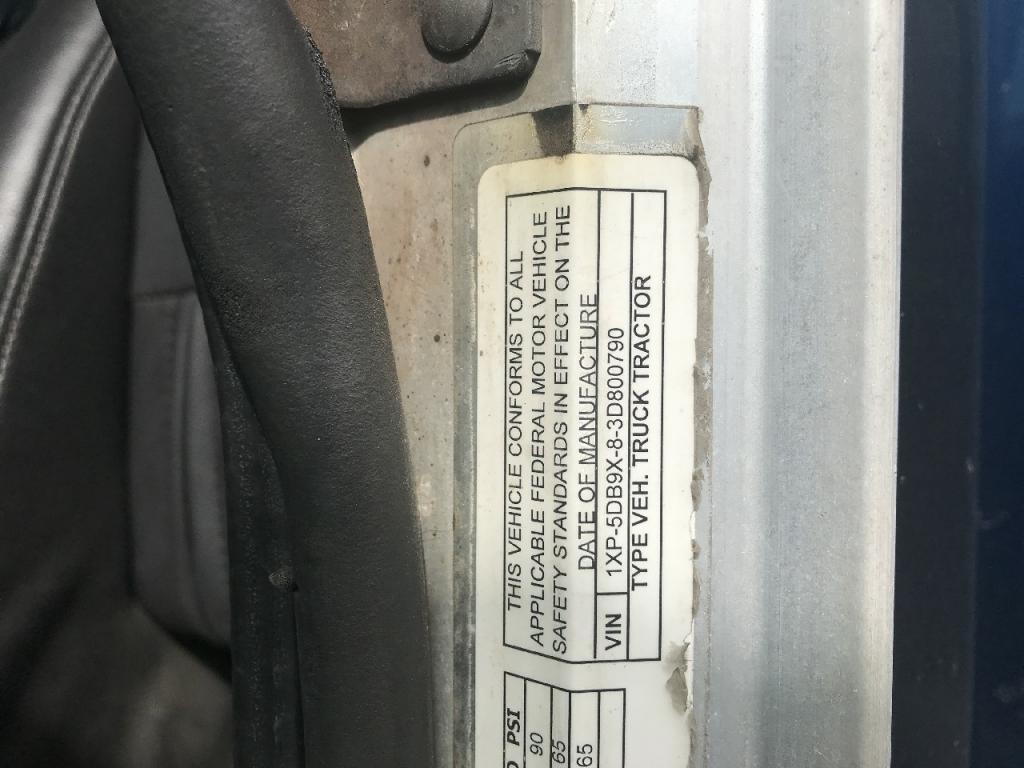 THIS VEHICLE CONFORMS TO ALL
APPLICABLE FEDERAL MOTOR VEHICLE
SAFETY STANDARDS IN EFFECT ON THE
DATE OF MANUFACTURE
VIN 1XP-5DB9X-8-3D800790
TYPE VEH. TRUCK TRACTOR
PSI
90
65
65